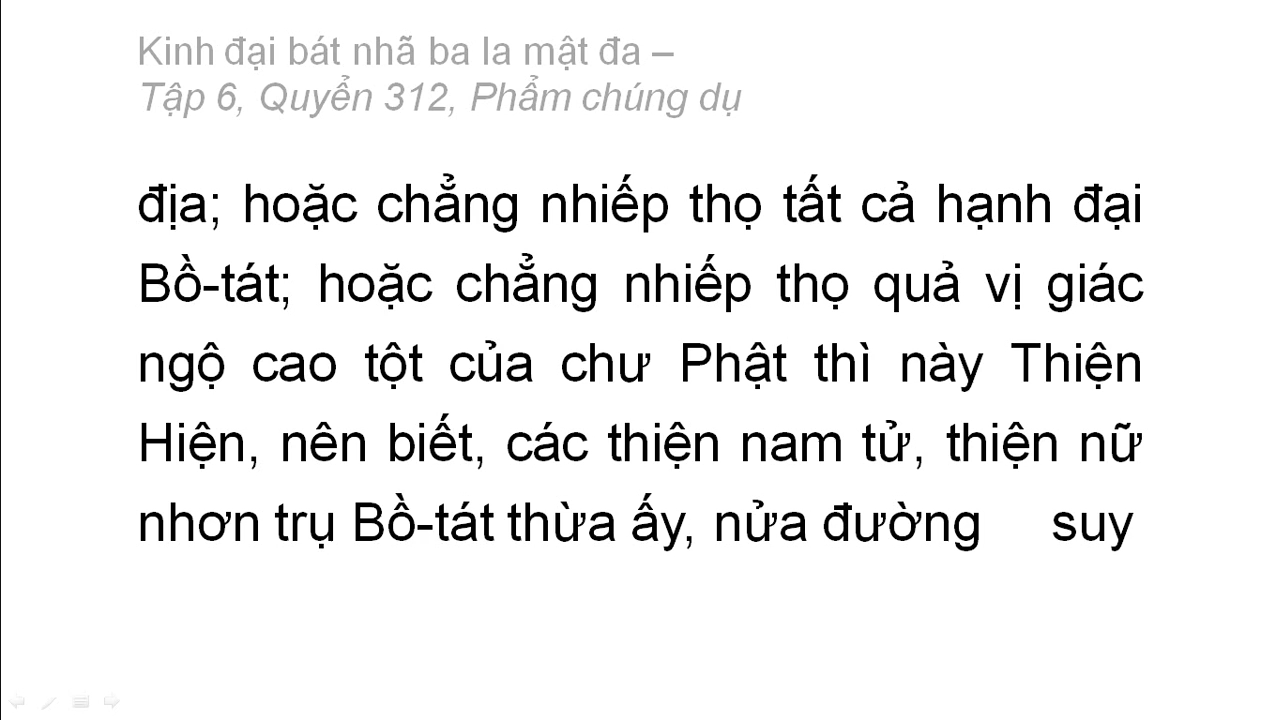 Kinh đại bát nhã ba la mật đa –
Tập 6, Quyển 312, Phẩm chúng dụ
địa; hoặc chẳng nhiếp thọ tất cả hạnh đại
Bồ-tát; hoặc chẳng nhiếp thọ quả vị giác
ngộ cao tột của chư Phật thì này Thiện
Hiện, nên biết, các thiện nam tử, thiện nữ
nhơn trụ Bồ-tát thừa ấy, nửa đường suy